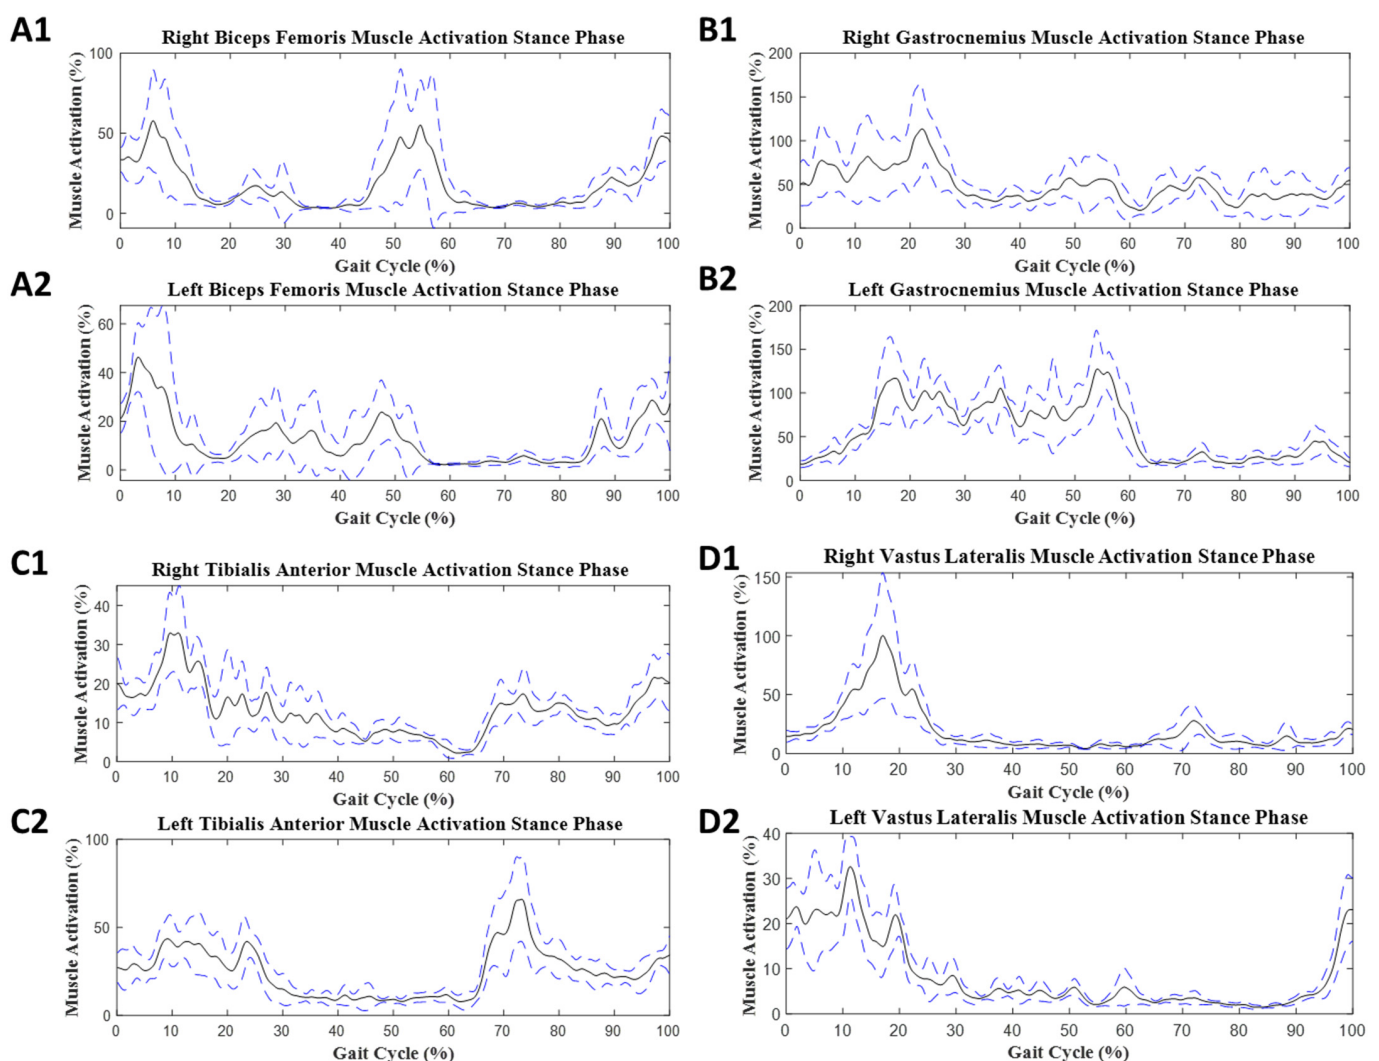 A1
Right Biceps Femoris Muscle Activation Stance Phase
Muscle Activation (%)
100
50
0
0 10 20 30 40 50 60 70 80 90 100
Gait Cycle (%)
B1
Right Gastrocnemius Muscle Activation Stance Phase
Muscle Activation (%)
200
150
100
50
0
0 10 20 30 40 50 60 70 80 90 100
Gait Cycle (%)
A2
Left Biceps Femoris Muscle Activation Stance Phase
Muscle Activation (%)
60
40
20
0
0 10 20 30 40 50 60 70 80 90 100
Gait Cycle (%)
B2
Left Gastrocnemius Muscle Activation Stance Phase
Muscle Activation (%)
200
150
100
50
0
0 10 20 30 40 50 60 70 80 90 100
Gait Cycle (%)
C1
Right Tibialis Anterior Muscle Activation Stance Phase
Muscle Activation (%)
40
30
20
10
0
0 10 20 30 40 50 60 70 80 90 100
Gait Cycle (%)
D1
Right Vastus Lateralis Muscle Activation Stance Phase
Muscle Activation (%)
150
100
50
0
0 10 20 30 40 50 60 70 80 90 100
Gait Cycle (%)
C2
Left Tibialis Anterior Muscle Activation Stance Phase
Muscle Activation (%)
100
50
0
0 10 20 30 40 50 60 70 80 90 100
Gait Cycle (%)
D2
Left Vastus Lateralis Muscle Activation Stance Phase
Muscle Activation (%)
40
30
20
10
0
0 10 20 30 40 50 60 70 80 90 100
Gait Cycle (%)